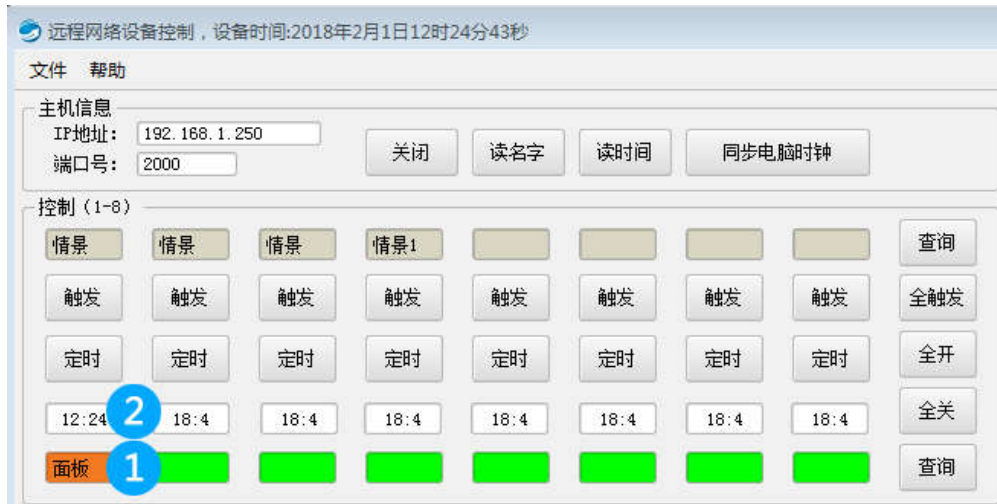 远程网络设备控制，设备时间:2018年2月1日12时24分43秒
文件 帮助
主机信息
IP地址： 192.168.1.250
端口号： 2000
关闭 读名字 读时间 同步电脑时钟
控制（1-8）
情景 情景 情景 情景1 查询
触发 触发 触发 触发 触发 触发 触发 触发 全触发
定时 定时 定时 定时 定时 定时 定时 定时 全开
12:24 2 18:4 18:4 18:4 18:4 18:4 18:4 18:4 全关
面板 1 查询